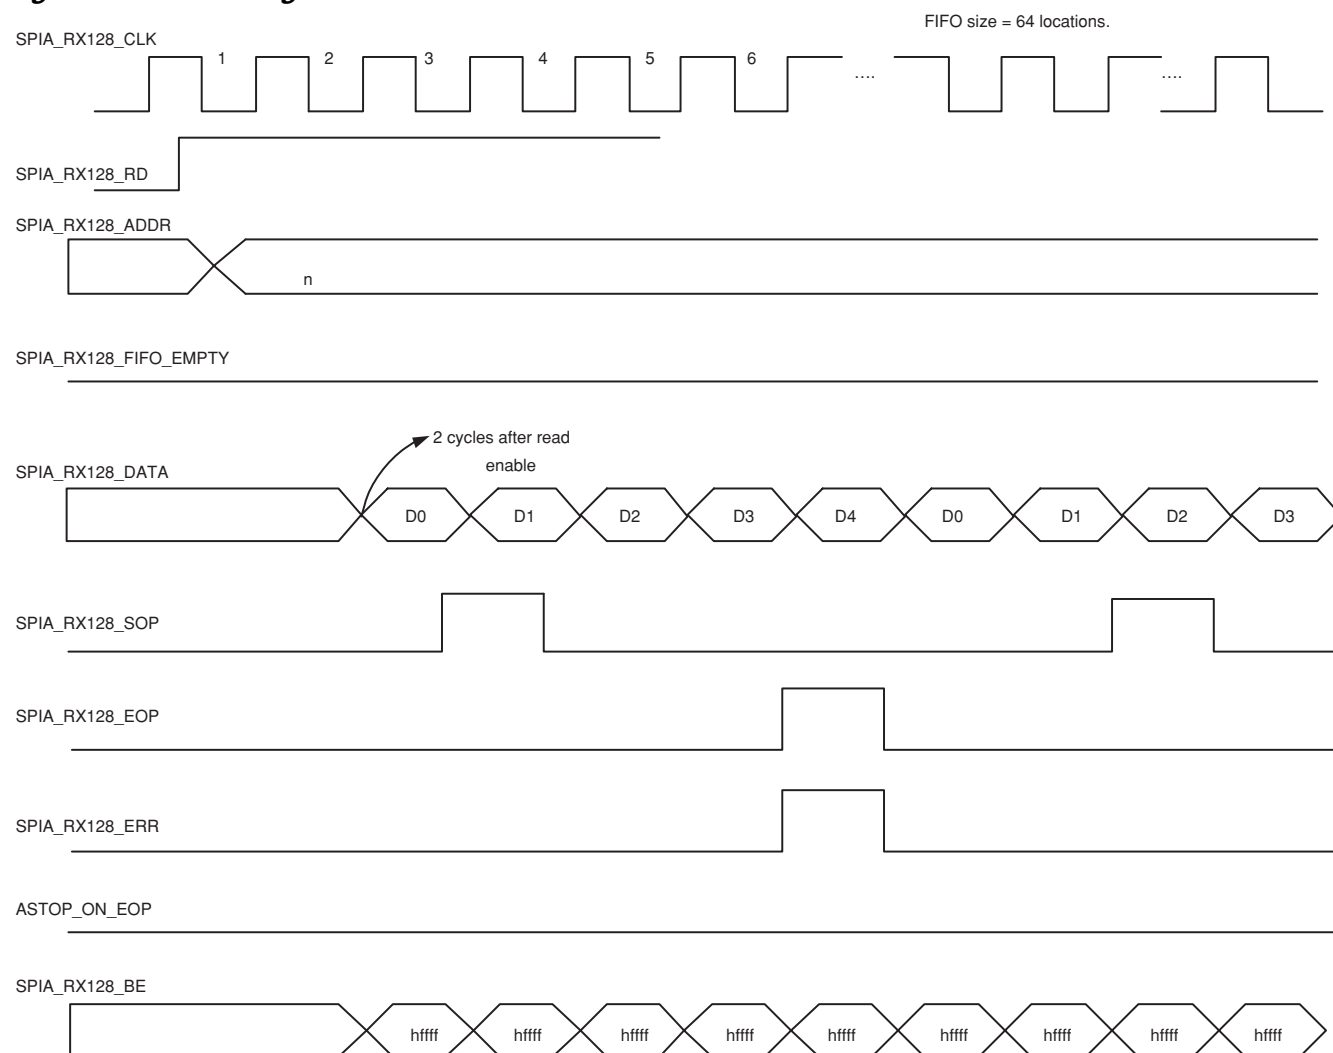 FIFO size = 64 locations.
SPIA_RX128_CLK
1 2 3 4 5 6 .... ....
SPIA_RX128_RD
SPIA_RX128_ADDR
n
SPIA_RX128_FIFO_EMPTY
2 cycles after read
enable
SPIA_RX128_DATA
D0 D1 D2 D3 D4 D0 D1 D2 D3
SPIA_RX128_SOP
SPIA_RX128_EOP
SPIA_RX128_ERR
ASTOP_ON_EOP
SPIA_RX128_BE
hffff hffff hffff hffff hffff hffff hffff hffff hffff